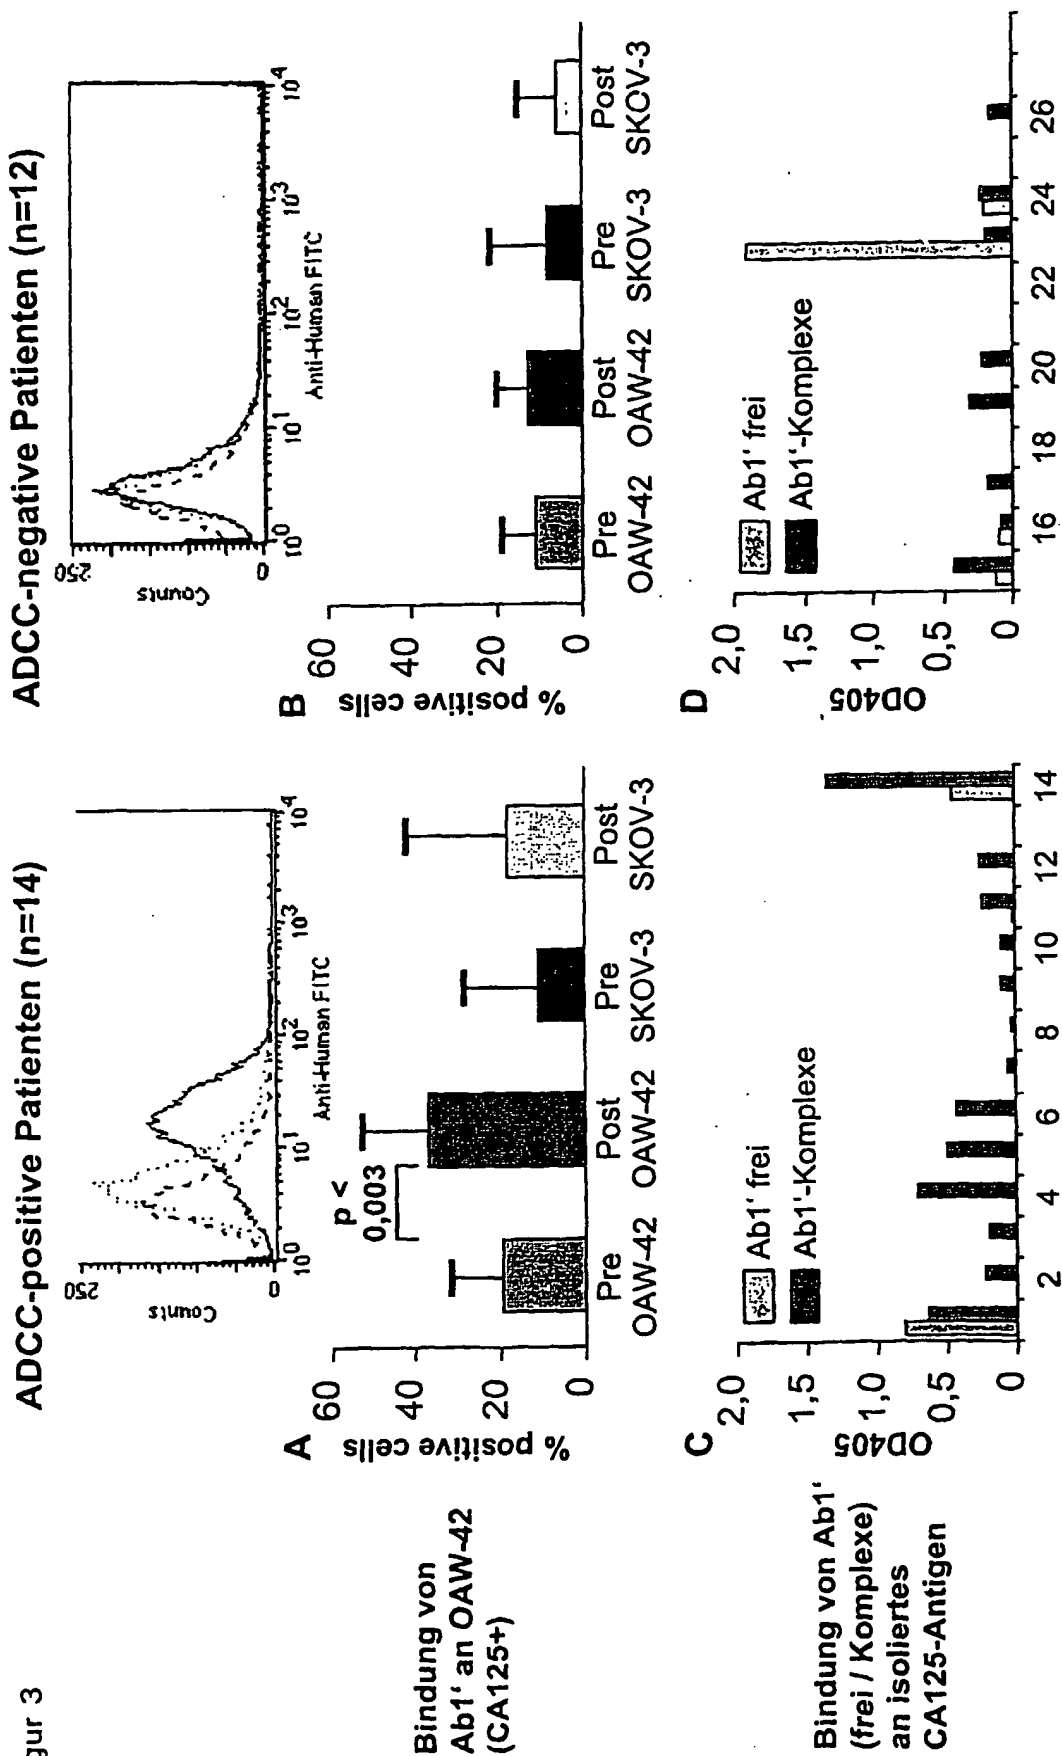 gur 3
ADCC-positive Patienten (n=14)
ADCC-negative Patienten (n=12)
250
Counts
0
10^0 10^1 10^2 10^3 10^4
Anti-Human FITC
250
Counts
0
10^0 10^1 10^2 10^3 10^4
Anti-Human FITC
Bindung von
Ab1' an OAW-42
(CA125+)
A
% positive cells
60
40
20
0
p <
0,003
Pre Post Pre Post
OAW-42 OAW-42 SKOV-3 SKOV-3
B
% positive cells
60
40
20
0
Pre Post Pre Post
OAW-42 OAW-42 SKOV-3 SKOV-3
Bindung von Ab1'
(frei / Komplexe)
an isoliertes
CA125-Antigen
C
OD405
2,0
1,5
1,0
0,5
0
Ab1' frei
Ab1'-Komplexe
2 4 6 8 10 12 14
D
OD405
2,0
1,5
1,0
0,5
0
Ab1' frei
Ab1'-Komplexe
16 18 20 22 24 26